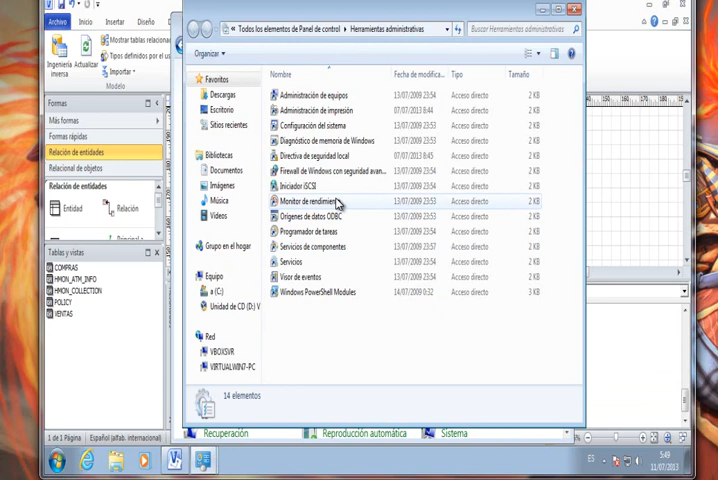 Archivo Inicio Insertar Diseño
Ingeniería inversa
Actualizar
Mostrar tablas relaciona
Tipos definidos por el us
Importar
Modelo
Todos los elementos de Panel de control ▸ Herramientas administrativas
Buscar Herramientas administrativas
Organizar
Formas
Más formas
Formas rápidas
Relación de entidades
Relacional de objetos
Relación de entidades
Entidad
Relación
Tablas y vistas
COMPRAS
HMON_ATM_INFO
HMON_COLLECTION
POLICY
VENTAS
Favoritos
Descargas
Escritorio
Sitios recientes
Bibliotecas
Documentos
Imágenes
Música
Vídeos
Grupo en el hogar
Equipo
a (C:)
Unidad de CD (D:) V
Red
VBOXSVR
VIRTUALWIN7-PC
Nombre Fecha de modifica... Tipo Tamaño
Administración de equipos 13/07/2009 23:54 Acceso directo 2 KB
Administración de impresión 07/07/2013 8:44 Acceso directo 2 KB
Configuración del sistema 13/07/2009 23:53 Acceso directo 2 KB
Diagnóstico de memoria de Windows 13/07/2009 23:53 Acceso directo 2 KB
Directiva de seguridad local 07/07/2013 8:45 Acceso directo 2 KB
Firewall de Windows con seguridad avan... 13/07/2009 23:54 Acceso directo 2 KB
Iniciador iSCSI 13/07/2009 23:54 Acceso directo 2 KB
Monitor de rendimien 13/07/2009 23:53 Acceso directo 2 KB
Orígenes de datos ODBC 13/07/2009 23:53 Acceso directo 2 KB
Programador de tareas 13/07/2009 23:54 Acceso directo 2 KB
Servicios de componentes 13/07/2009 23:57 Acceso directo 2 KB
Servicios 13/07/2009 23:54 Acceso directo 2 KB
Visor de eventos 13/07/2009 23:54 Acceso directo 2 KB
Windows PowerShell Modules 14/07/2009 0:32 Acceso directo 3 KB
14 elementos
Recuperación Reproducción automática Sistema
1 de 1 Página Español (alfab. internacional)
ES
5:49
11/07/2013